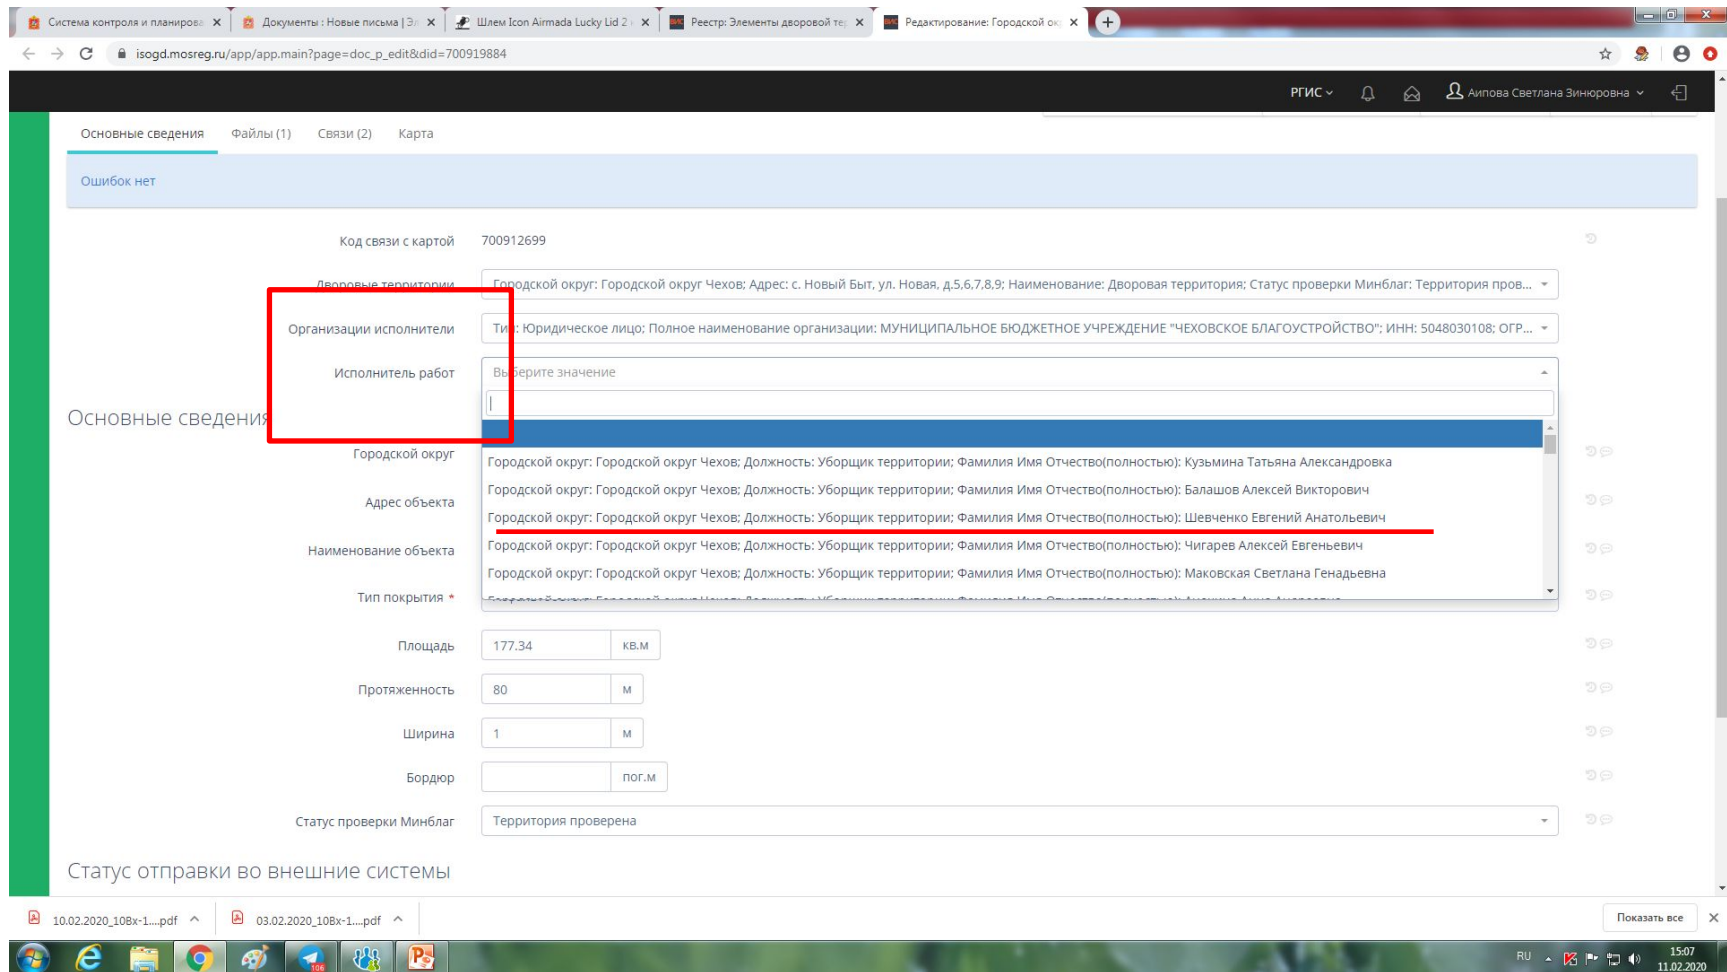 Система контроля и планирова
Документы : Новые письма | Эл
Шлем Icon Airmada Lucky Lid 2
Реестр: Элементы дворовой тер
Редактирование: Городской ок
isogd.mosreg.ru/app/app.main?page=doc_p_edit&did=700919884
РГИС
Аипова Светлана Зинюровна
Основные сведения Файлы (1) Связи (2) Карта
Ошибок нет
Код связи с картой 700912699
Дворовые территории Городской округ: Городской округ Чехов; Адрес: с. Новый Быт, ул. Новая, д.5,6,7,8,9; Наименование: Дворовая территория; Статус проверки Минблаг: Территория пров...
Организации исполнители Тип: Юридическое лицо; Полное наименование организации: МУНИЦИПАЛЬНОЕ БЮДЖЕТНОЕ УЧРЕЖДЕНИЕ "ЧЕХОВСКОЕ БЛАГОУСТРОЙСТВО"; ИНН: 5048030108; ОГР...
Исполнитель работ Выберите значение
Основные сведения
Городской округ
Городской округ: Городской округ Чехов; Должность: Уборщик территории; Фамилия Имя Отчество(полностью): Кузьмина Татьяна Александровка
Городской округ: Городской округ Чехов; Должность: Уборщик территории; Фамилия Имя Отчество(полностью): Балашов Алексей Викторович
Адрес объекта
Городской округ: Городской округ Чехов; Должность: Уборщик территории; Фамилия Имя Отчество(полностью): Шевченко Евгений Анатольевич
Наименование объекта
Городской округ: Городской округ Чехов; Должность: Уборщик территории; Фамилия Имя Отчество(полностью): Чигарев Алексей Евгеньевич
Городской округ: Городской округ Чехов; Должность: Уборщик территории; Фамилия Имя Отчество(полностью): Маковская Светлана Генадьевна
Тип покрытия *
Площадь 177.34 кв.м
Протяженность 80 м
Ширина 1 м
Бордюр пог.м
Статус проверки Минблаг Территория проверена
Статус отправки во внешние системы
10.02.2020_10Вх-1....pdf
03.02.2020_10Вх-1....pdf
Показать все
106
RU
15:07
11.02.2020